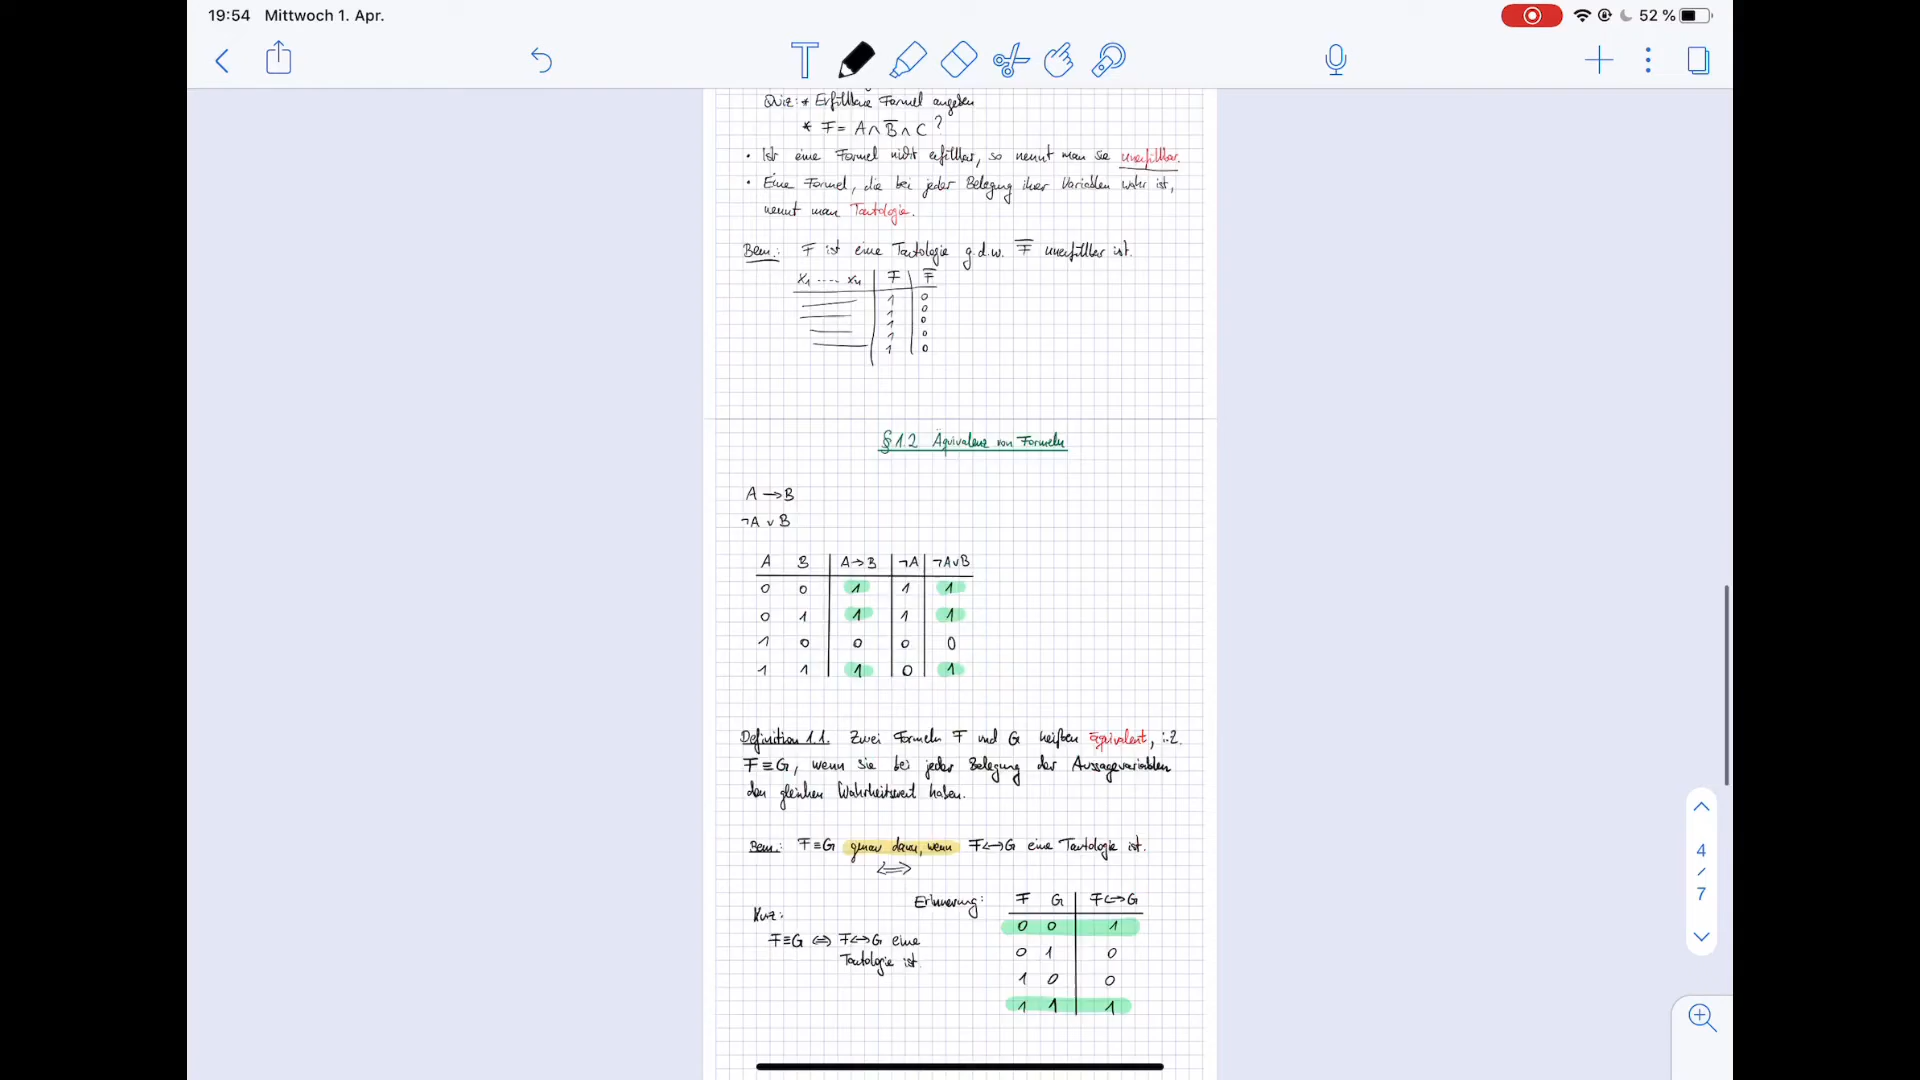 19:54 Mittwoch 1. Apr. 52 %
T
Quiz: * Erfüllbare Formel angeben
* F = A ∧ B̅ ∧ C ?
• Ist eine Formel nicht erfüllbar, so nennt man sie unerfüllbar.
• Eine Formel, die bei jeder Belegung ihrer Variablen wahr ist,
nennt man Tautologie.
Bem.: F ist eine Tautologie g.d.w. F̅ unerfüllbar ist.
x₁ .... xₙ F F̅
1 0
1 0
1 0
1 0
1 0
§ 1.2 Äquivalenz von Formeln
A → B
¬A ∨ B
A B A→B ¬A ¬A∨B
0 0 1 1 1
0 1 1 1 1
1 0 0 0 0
1 1 1 0 1
Definition 1.1. Zwei Formeln F und G heißen äquivalent, i.Z.
F ≡ G, wenn sie bei jeder Belegung der Aussagevariablen
den gleichen Wahrheitswert haben.
Bem.: F ≡ G genau dann, wenn F ↔ G eine Tautologie ist.
⟺
Erinnerung: F G F↔G
Kurz: 0 0 1
F≡G ⟺ F↔G eine 0 1 0
Tautologie ist. 1 0 0
1 1 1
4
/
7